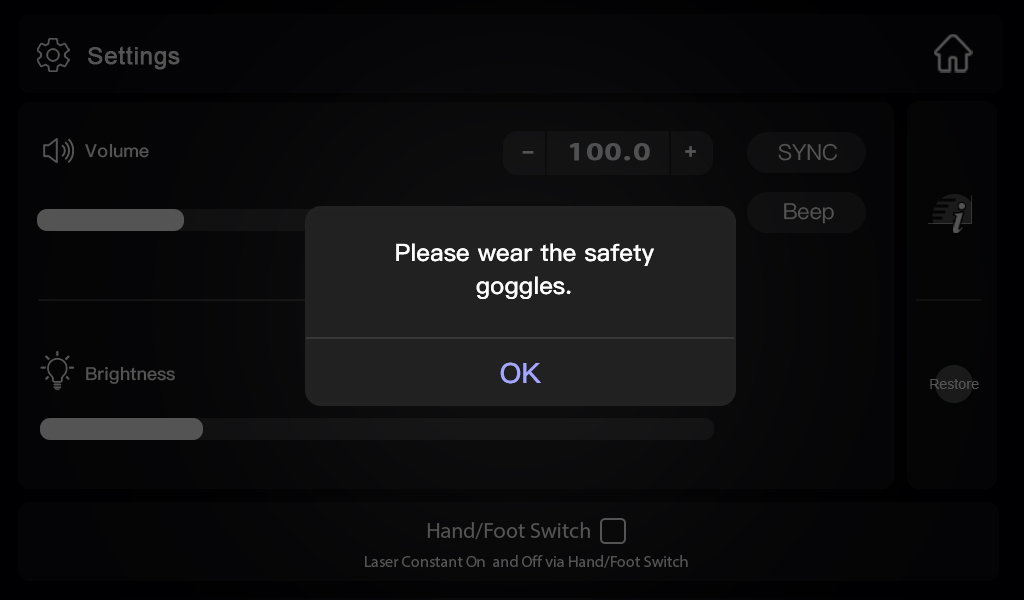 Settings
Volume
− 100.0 +
SYNC
Beep
Please wear the safety
goggles.
OK
Brightness
i
Restore
Hand/Foot Switch
Laser Constant On and Off via Hand/Foot Switch